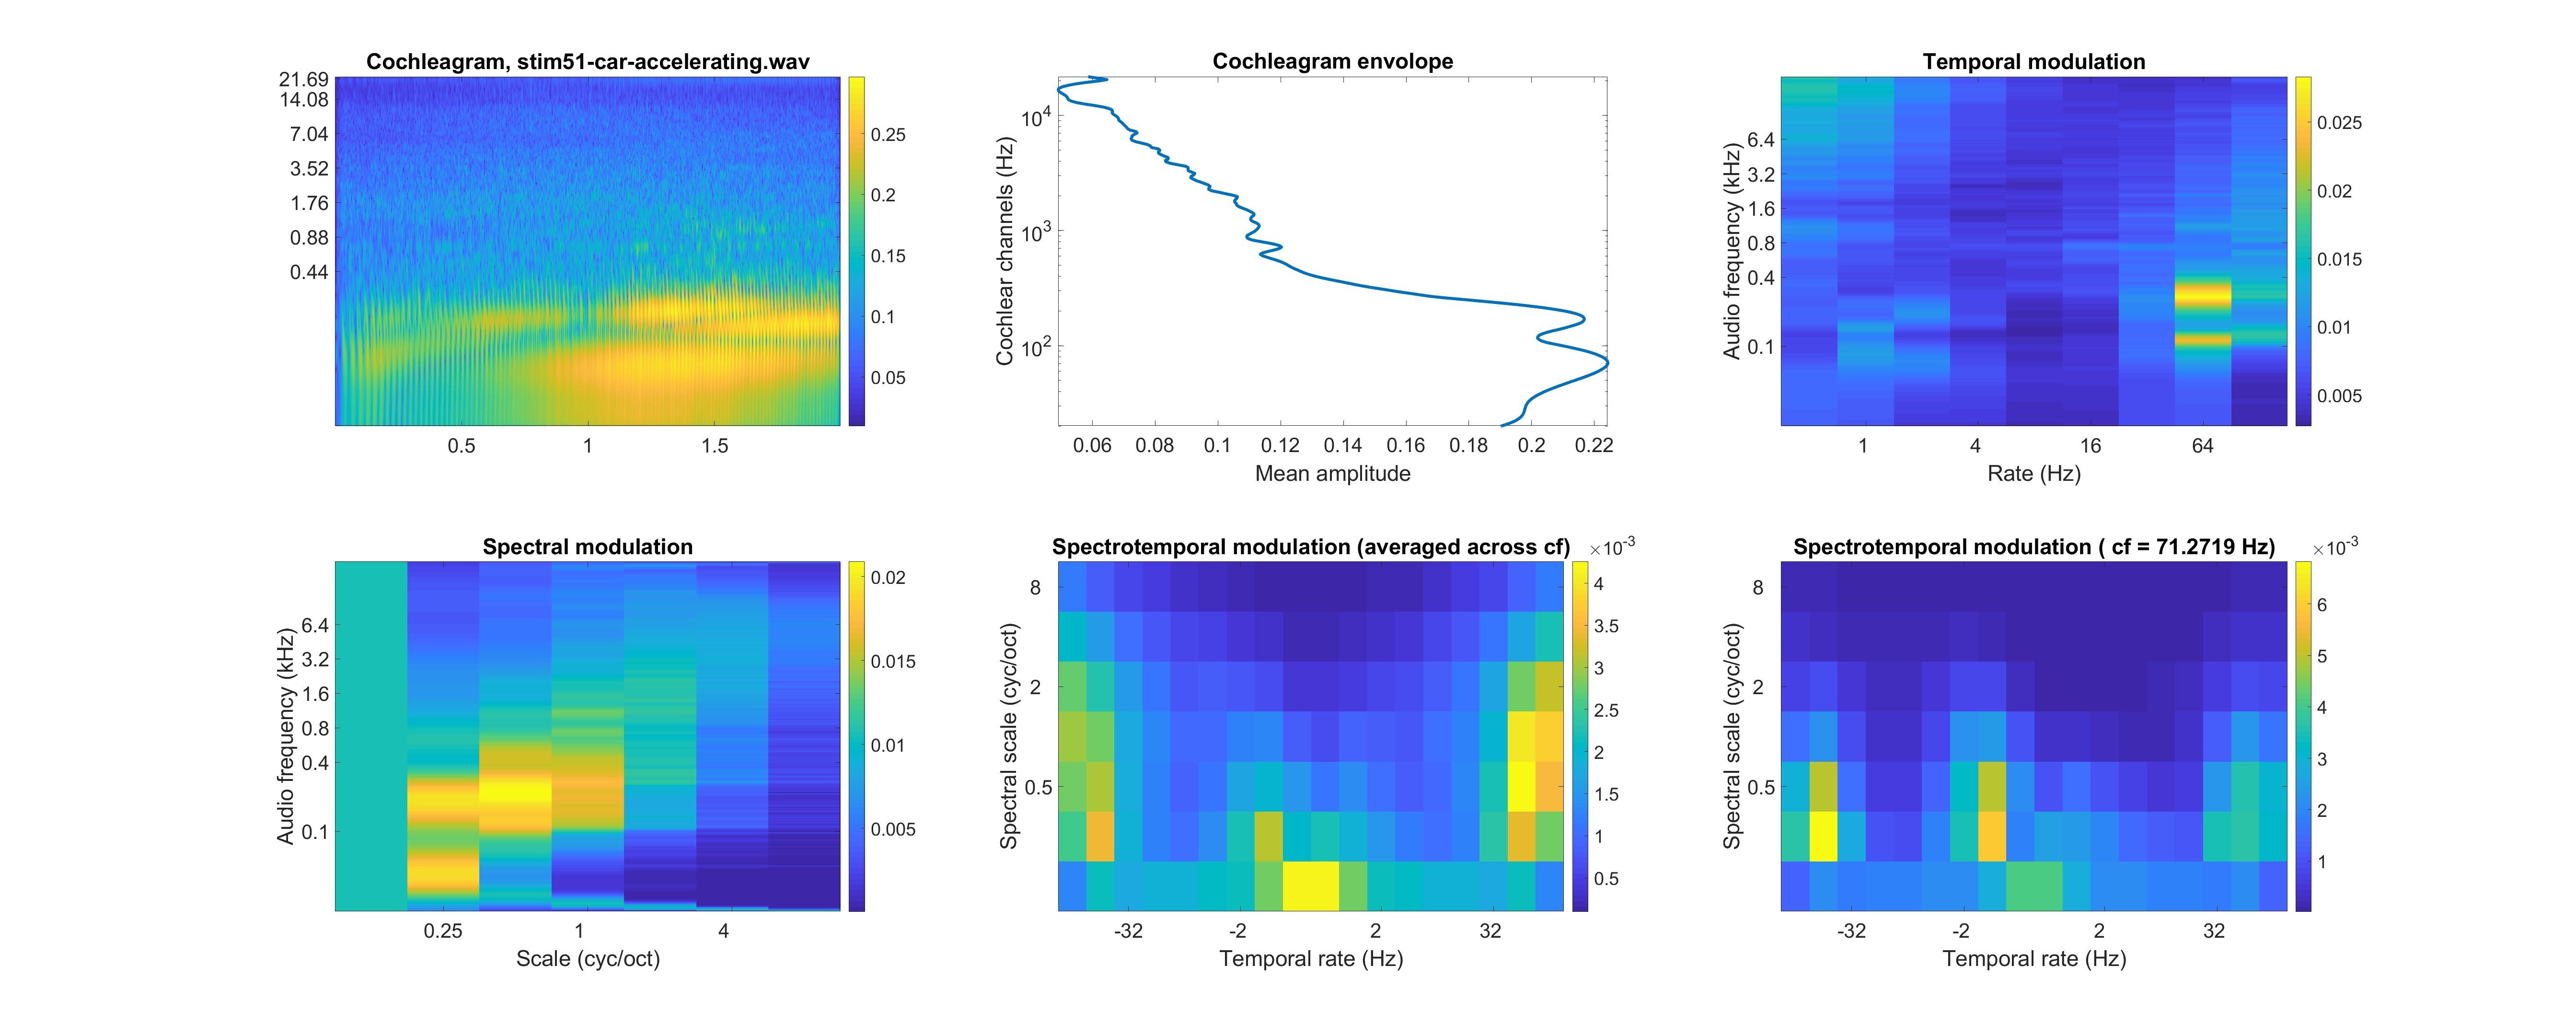 Cochleagram, stim51-car-accelerating.wav
21.69
14.08
7.04
3.52
1.76
0.88
0.44
0.5
1
1.5
0.25
0.2
0.15
0.1
0.05
Cochleagram envolope
Cochlear channels (Hz)
10^4
10^3
10^2
0.06 0.08 0.1 0.12 0.14 0.16 0.18 0.2 0.22
Mean amplitude
Temporal modulation
Audio frequency (kHz)
6.4
3.2
1.6
0.8
0.4
0.1
1 4 16 64
Rate (Hz)
0.025
0.02
0.015
0.01
0.005
Spectral modulation
Audio frequency (kHz)
6.4
3.2
1.6
0.8
0.4
0.1
0.25 1 4
Scale (cyc/oct)
0.02
0.015
0.01
0.005
Spectrotemporal modulation (averaged across cf)
×10^-3
Spectral scale (cyc/oct)
8
2
0.5
-32 -2 2 32
Temporal rate (Hz)
4
3.5
3
2.5
2
1.5
1
0.5
Spectrotemporal modulation ( cf = 71.2719 Hz)
×10^-3
Spectral scale (cyc/oct)
8
2
0.5
-32 -2 2 32
Temporal rate (Hz)
6
5
4
3
2
1